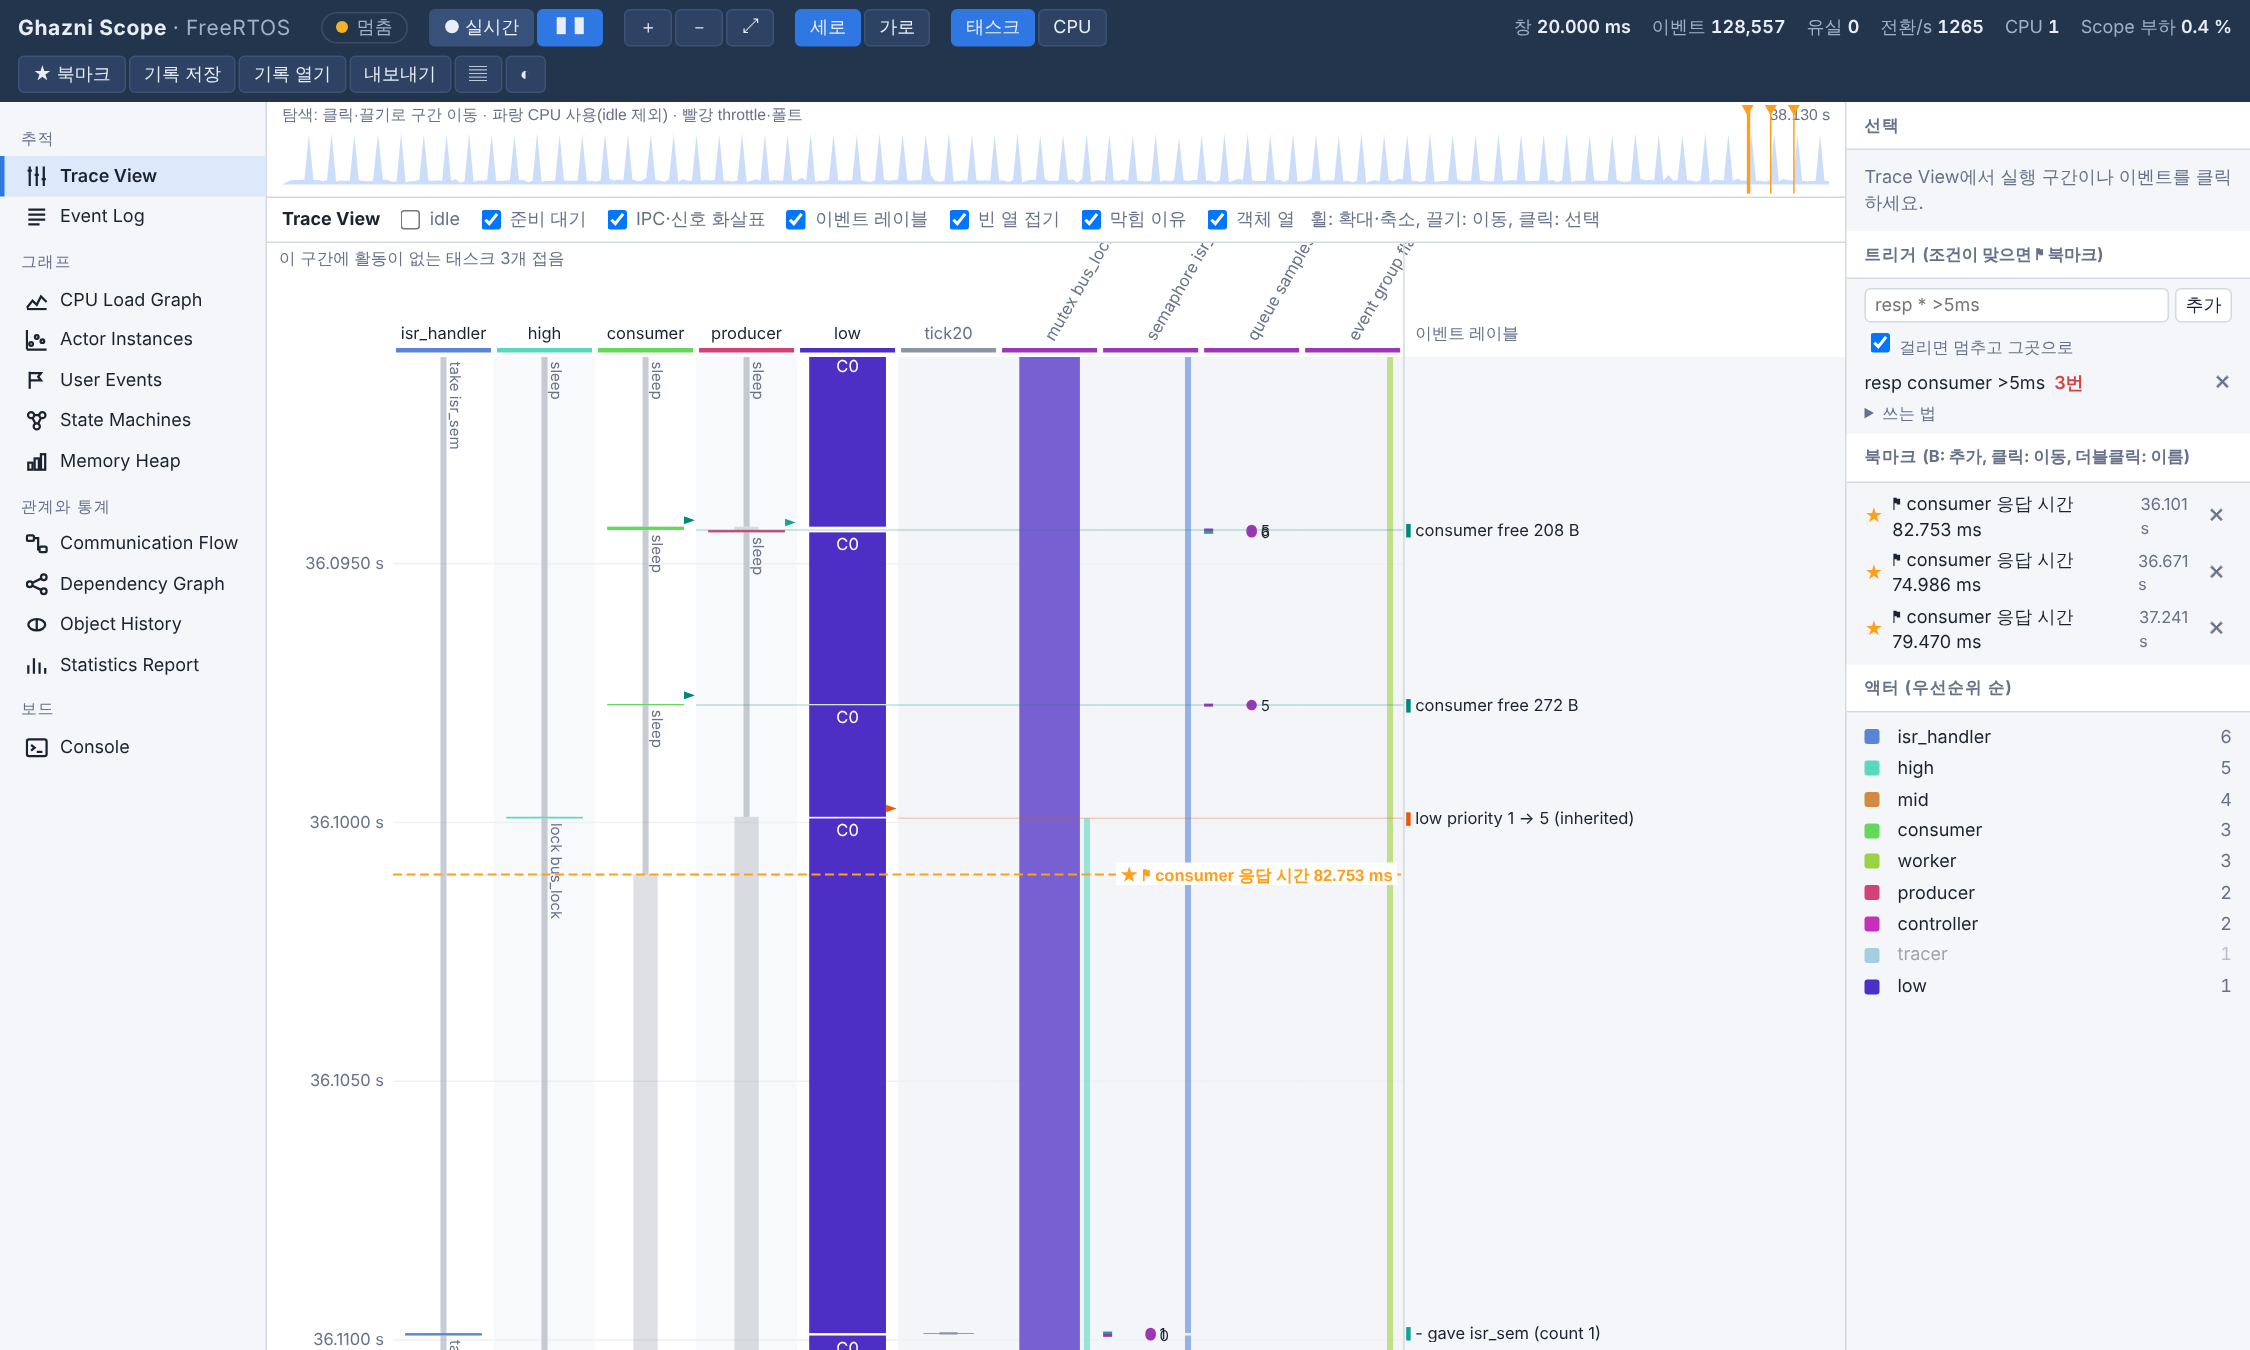 Ghazni Scope · FreeRTOS
멈춤
실시간
+
−
세로
가로
태스크
CPU
창 20.000 ms
이벤트 128,557
유실 0
전환/s 1265
CPU 1
Scope 부하 0.4 %
★ 북마크
기록 저장
기록 열기
내보내기
추적
Trace View
Event Log
그래프
CPU Load Graph
Actor Instances
User Events
State Machines
Memory Heap
관계와 통계
Communication Flow
Dependency Graph
Object History
Statistics Report
보드
Console
탐색: 클릭·끌기로 구간 이동 · 파랑 CPU 사용(idle 제외) · 빨강 throttle·폴트
38.130 s
Trace View
idle
준비 대기
IPC·신호 화살표
이벤트 레이블
빈 열 접기
막힘 이유
객체 열
휠: 확대·축소, 끌기: 이동, 클릭: 선택
이 구간에 활동이 없는 태스크 3개 접음
isr_handler
high
consumer
producer
low
tick20
mutex bus_loc
semaphore isr_
queue samples
event group
이벤트 레이블
take isr_sem
sleep
sleep
sleep
C0
sleep
sleep
C0
consumer free 208 B
36.0950 s
sleep
C0
5
consumer free 272 B
36.1000 s
lock bus_lock
C0
low priority 1 → 5 (inherited)
★ consumer 응답 시간 82.753 ms
36.1050 s
36.1100 s
C0
- gave isr_sem (count 1)
선택
Trace View에서 실행 구간이나 이벤트를 클릭
하세요.
트리거 (조건이 맞으면 북마크)
resp * >5ms
추가
걸리면 멈추고 그곳으로
resp consumer >5ms 3번
쓰는 법
북마크 (B: 추가, 클릭: 이동, 더블클릭: 이름)
★ consumer 응답 시간 82.753 ms 36.101 s
★ consumer 응답 시간 74.986 ms 36.671 s
★ consumer 응답 시간 79.470 ms 37.241 s
액터 (우선순위 순)
isr_handler 6
high 5
mid 4
consumer 3
worker 3
producer 2
controller 2
tracer 1
low 1